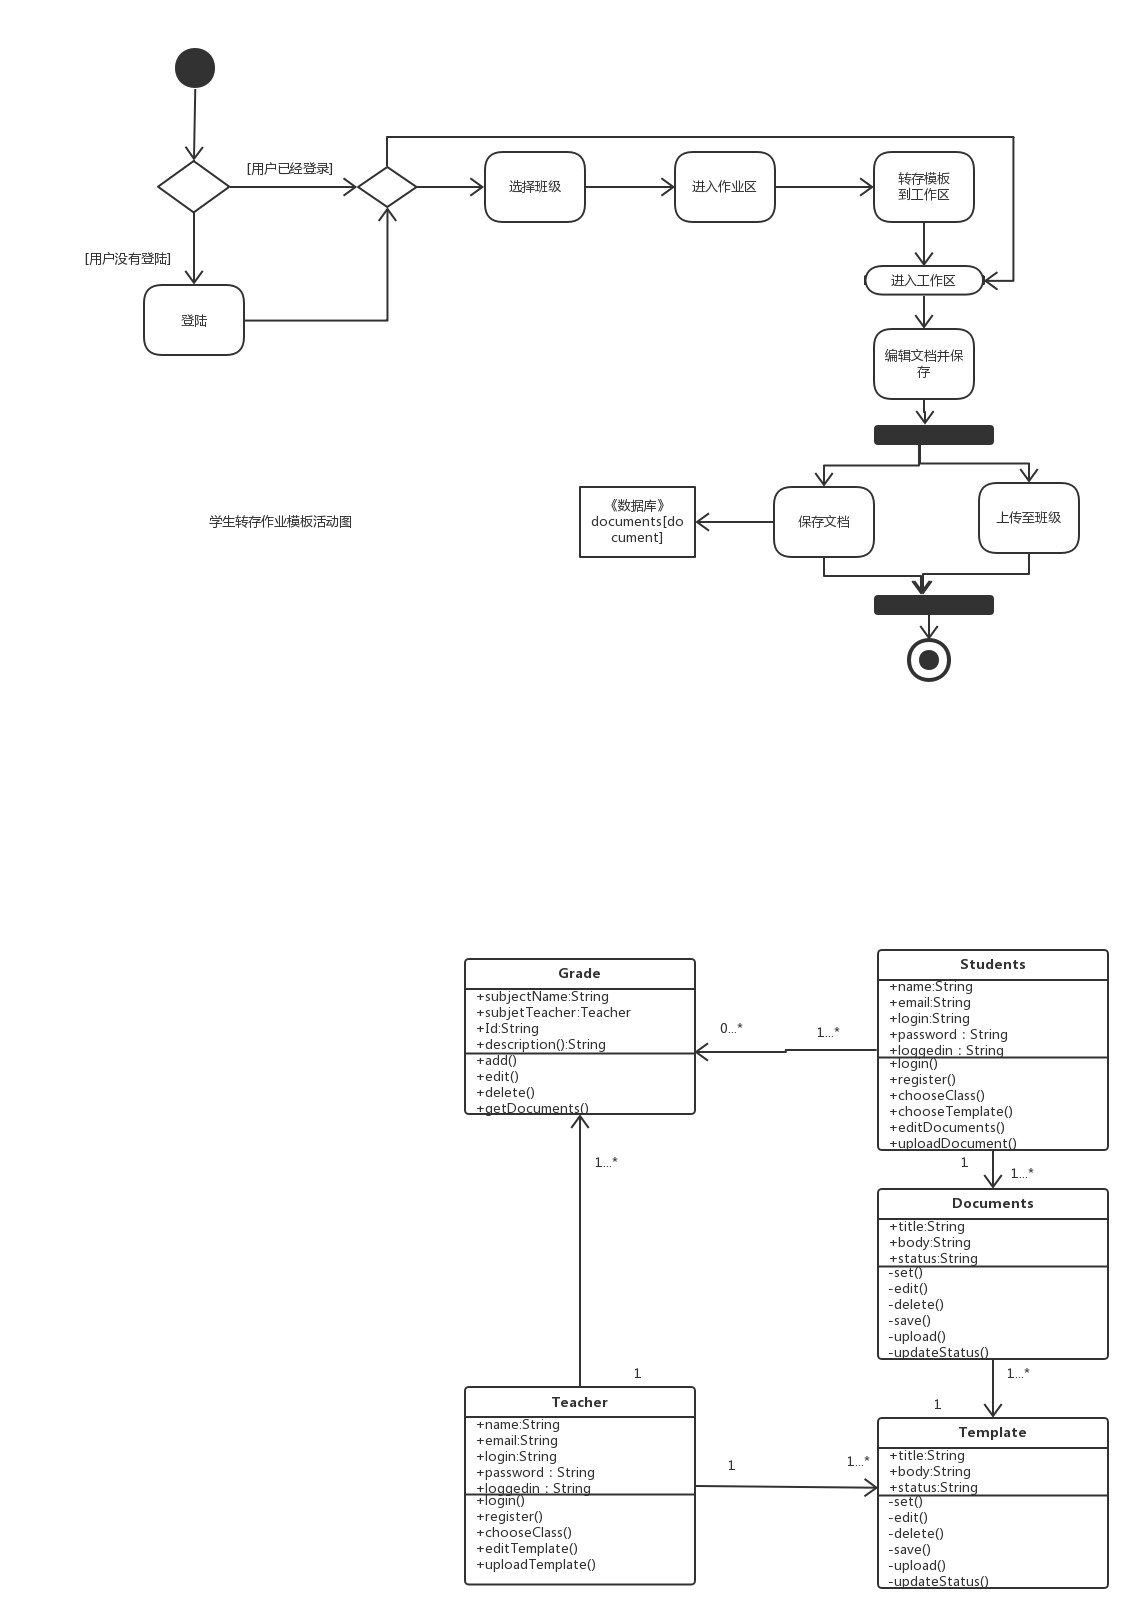 [用户已经登录]
选择班级
进入作业区
转存模板
到工作区
[用户没有登陆]
进入工作区
登陆
编辑文档并保
存
学生转存作业模板活动图
《数据库》
documents[do
cument]
保存文档
上传至班级
Grade
+subjectName:String
+subjetTeacher:Teacher
+Id:String
+description():String
+add()
+edit()
+delete()
+getDocuments()
0...*
1...*
Students
+name:String
+email:String
+login:String
+password：String
+loggedin：String
+login()
+register()
+chooseClass()
+chooseTemplate()
+editDocuments()
+uploadDocument()
1...*
1
1...*
Documents
+title:String
+body:String
+status:String
-set()
-edit()
-delete()
-save()
-upload()
-updateStatus()
1
1...*
1
Teacher
+name:String
+email:String
+login:String
+password：String
+loggedin：String
+login()
+register()
+chooseClass()
+editTemplate()
+uploadTemplate()
1
1...*
Template
+title:String
+body:String
+status:String
-set()
-edit()
-delete()
-save()
-upload()
-updateStatus()